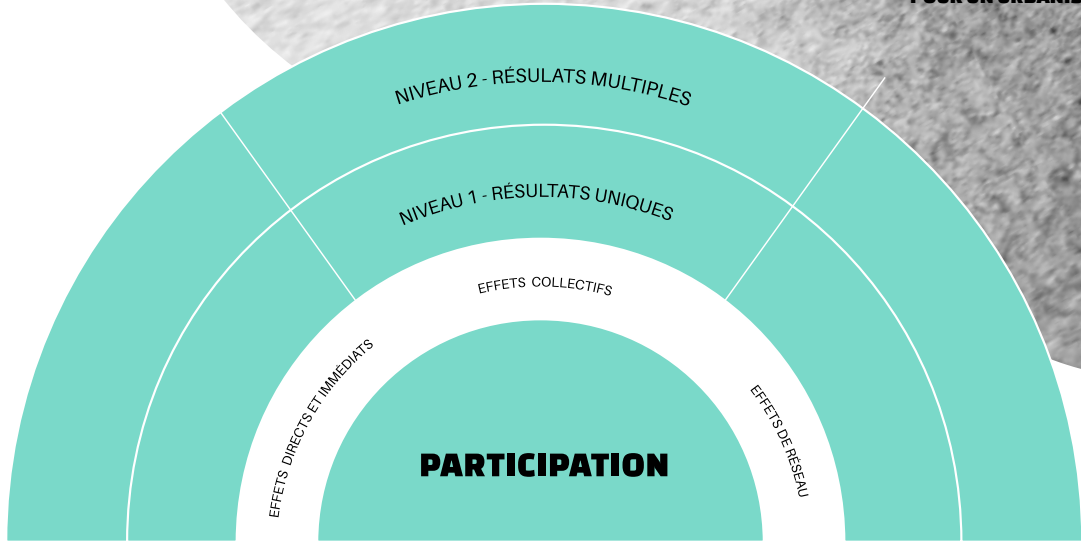 NIVEAU 2 - RÉSULATS MULTIPLES
NIVEAU 1 - RÉSULTATS UNIQUES
EFFETS COLLECTIFS
EFFETS DIRECTS ET IMMÉDIATS
EFFETS DE RÉSEAU
PARTICIPATION